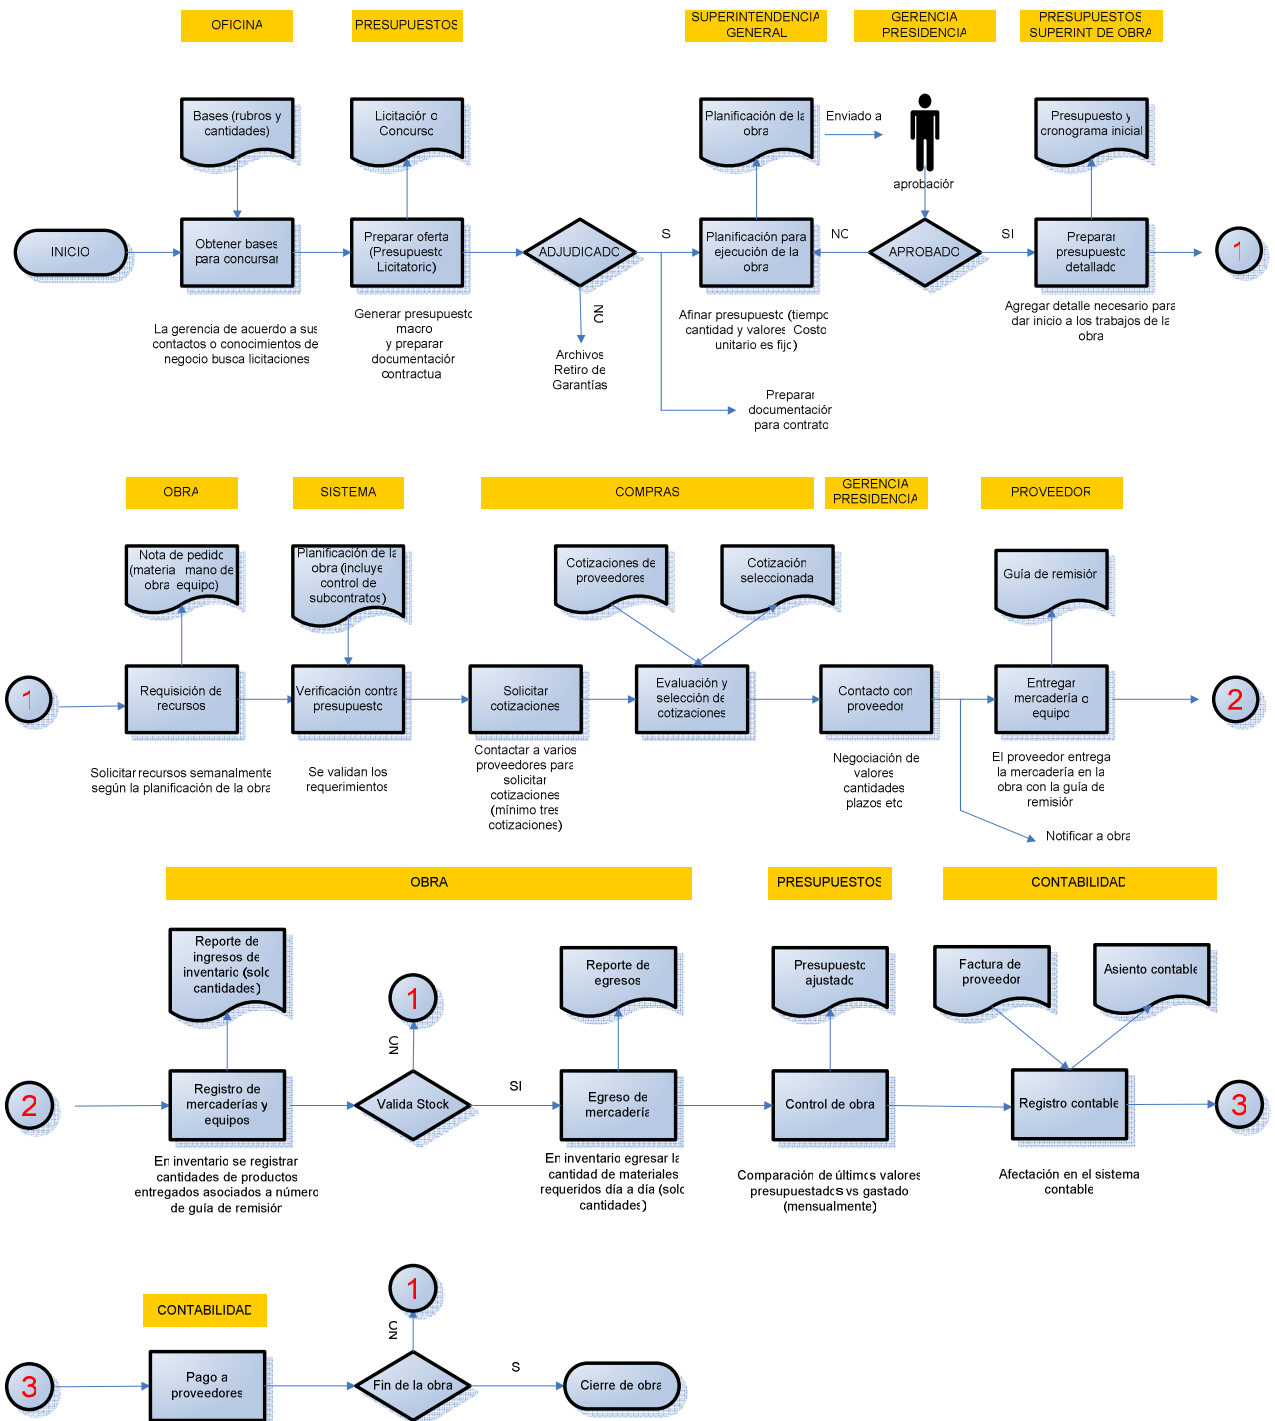 OFICINA
PRESUPUESTOS
SUPERINTENDENCIA
GENERAL
GERENCIA
PRESIDENCIA
PRESUPUESTOS
SUPERINT DE OBRA
Bases (rubros y
cantidades)
Licitación o
Concurso
Planificación de la
obra
Enviado a
aprobación
Presupuesto y
cronograma inicial
INICIO
Obtener bases
para concursar
Preparar oferta
(Presupuesto
Licitatorio)
ADJUDICADO
S
NO
Planificación para
ejecución de la
obra
NO
APROBADO
SI
Preparar
presupuesto
detallado
1
La gerencia de acuerdo a sus
contactos o conocimientos de
negocio busca licitaciones
Generar presupuesto
macro
y preparar
documentación
contractua
Archivos
Retiro de
Garantías
Afinar presupuesto (tiempo
cantidad y valores Costo
unitario es fijo)
Agregar detalle necesario para
dar inicio a los trabajos de la
obra
Preparar
documentación
para contrato
OBRA
SISTEMA
COMPRAS
GERENCIA
PRESIDENCIA
PROVEEDOR
Nota de pedido
(materia mano de
obra equipo)
Planificación de la
obra (incluye
control de
subcontratos)
Cotizaciones de
proveedores
Cotización
seleccionada
Guía de remisión
1
Requisición de
recursos
Verificación contra
presupuesto
Solicitar
cotizaciones
Evaluación y
selección de
cotizaciones
Contacto con
proveedor
Entregar
mercadería o
equipo
2
Solicitar recursos semanalmente
según la planificación de la obra
Se validan los
requerimientos
Contactar a varios
proveedores para
solicitar
cotizaciones
(mínimo tres
cotizaciones)
Negociación de
valores
cantidades
plazos etc
El proveedor entrega
la mercadería en la
obra con la guía de
remisión
Notificar a obra
OBRA
PRESUPUESTOS
CONTABILIDAD
Reporte de
ingresos de
inventario (solo
cantidades)
1
Reporte de
egresos
Presupuesto
ajustado
Factura de
proveedor
Asiento contable
2
Registro de
mercaderías y
equipos
NO
Valida Stock
SI
Egreso de
mercadería
Control de obra
Registro contable
3
En inventario se registrar
cantidades de productos
entregados asociados a número
de guía de remisión
En inventario egresar la
cantidad de materiales
requeridos día a día (solo
cantidades)
Comparación de últimos valores
presupuestados vs gastado
(mensualmente)
Afectación en el sistema
contable
CONTABILIDAD
1
NO
3
Pago a
proveedores
Fin de la obra
S
Cierre de obra